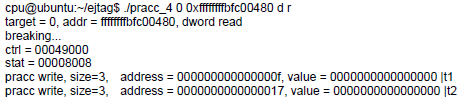 cpu@ubuntu:~/ejtag$ ./pracc_4 0 0xffffffffbfc00480 d r
target = 0, addr = ffffffffbfc00480, dword read
breaking...
ctrl = 00049000
stat = 00008008
pracc write, size=3,   address = 000000000000000f, value = 0000000000000000 |t1
pracc write, size=3,   address = 0000000000000017, value = 0000000000000000 |t2